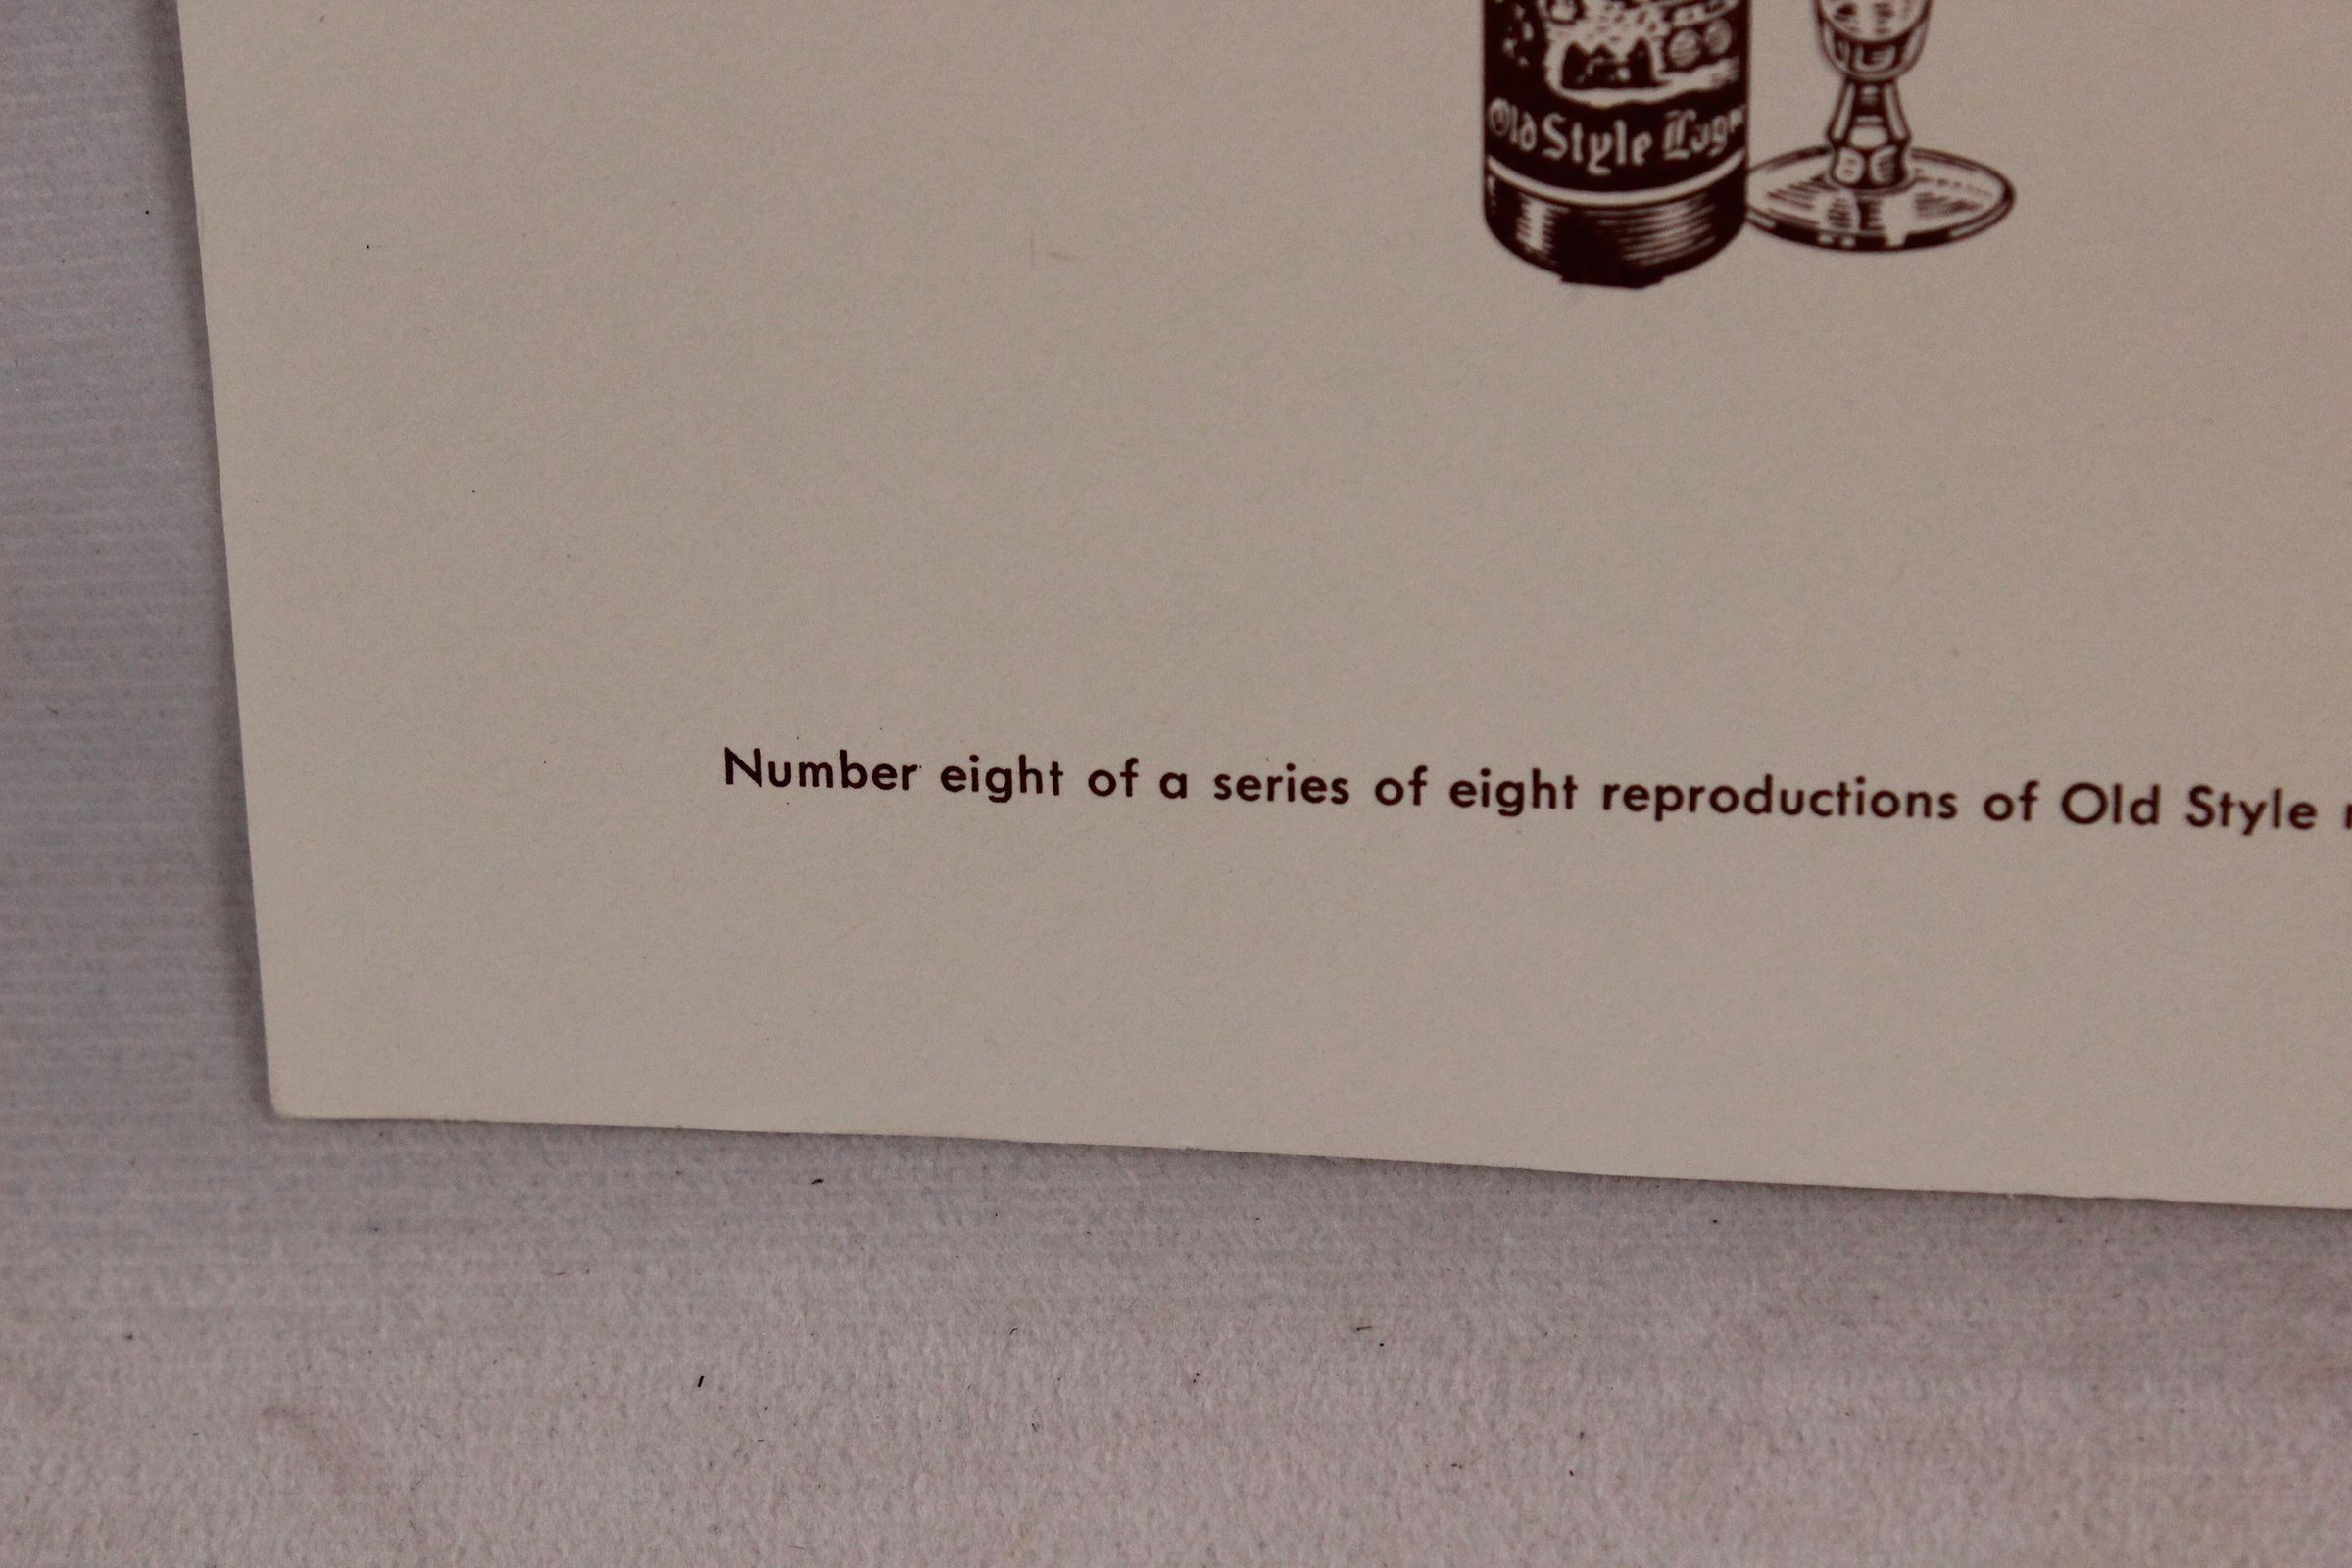 Old Style Lager
Number eight of a series of eight reproductions of Old Style